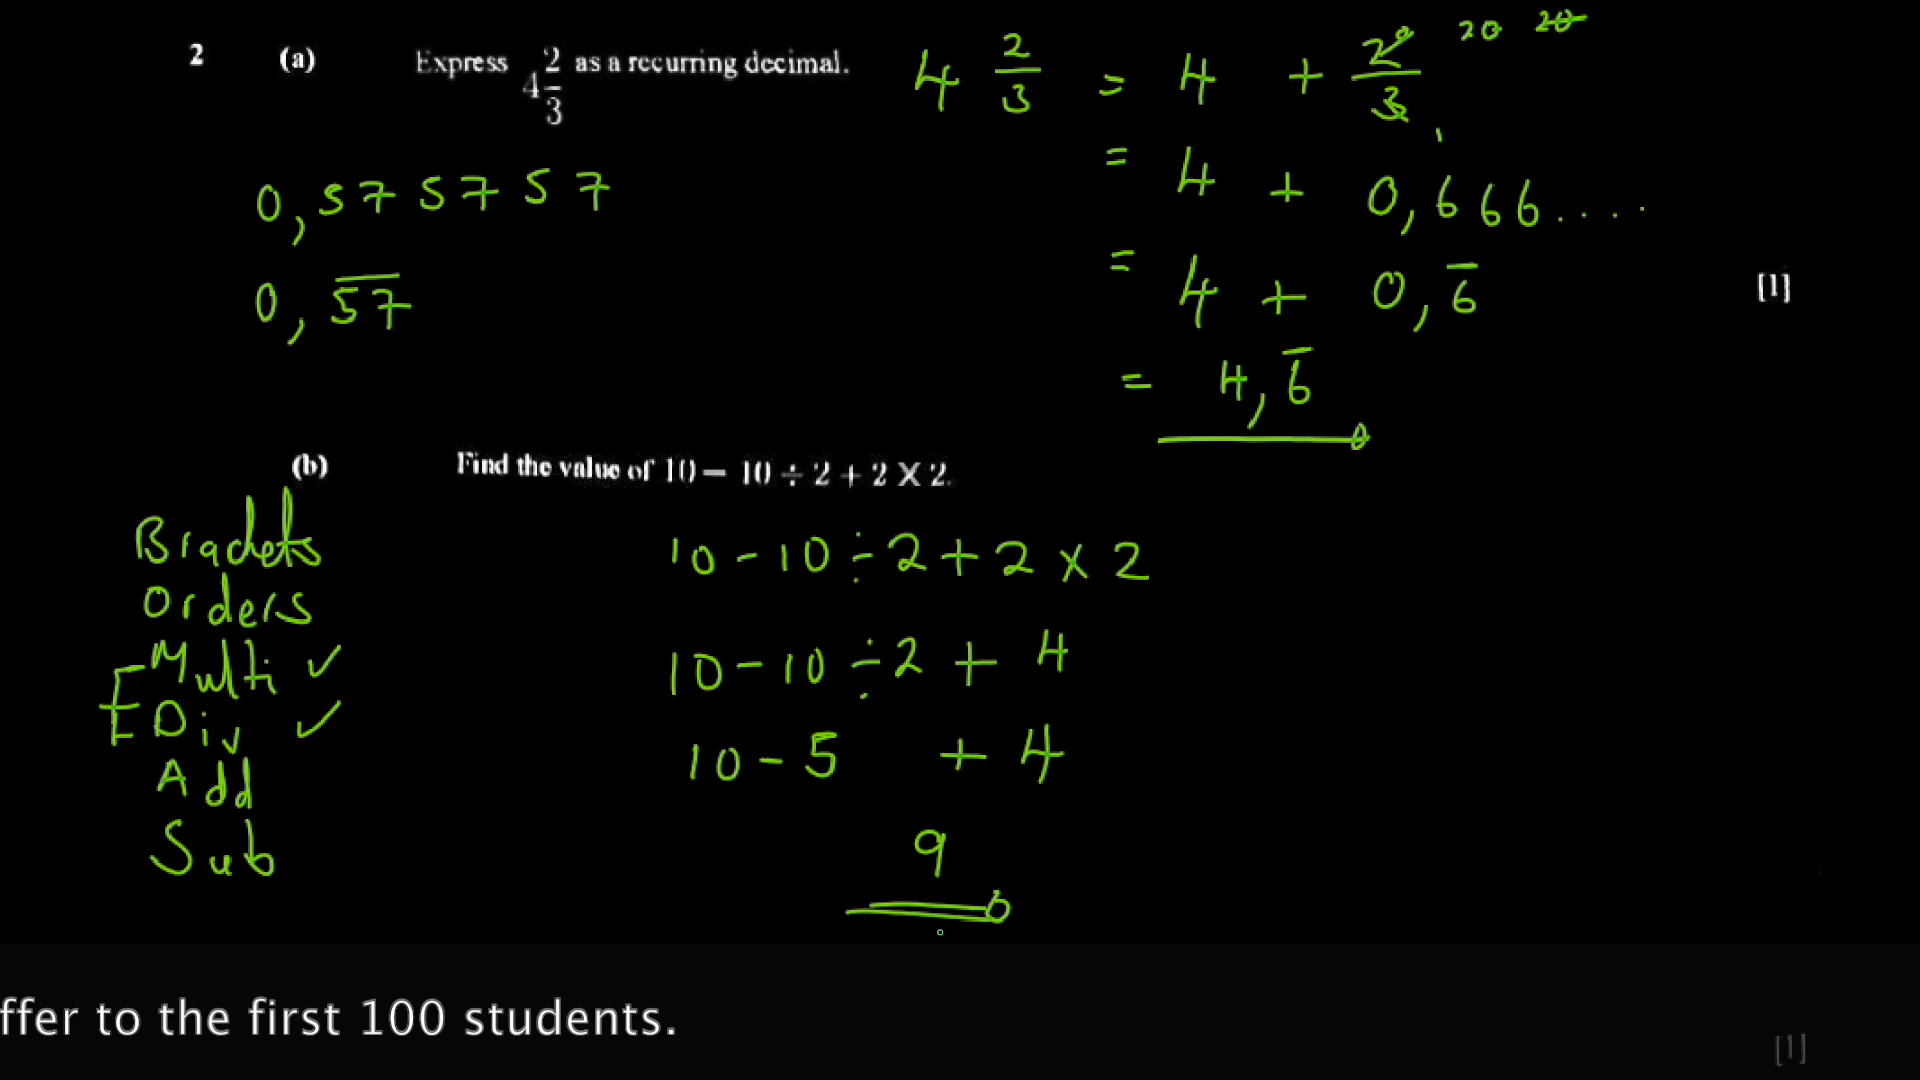 2 (a) Express 4 2/3 as a recurring decimal.
4 2/3 = 4 + 2/3 20 20
= 4 + 0,666....
0,575757
= 4 + 0,6̅
[1]
0,5̅7̅
= 4,6̅
(b) Find the value of 10 – 10 ÷ 2 + 2 X 2.
Brackets
Orders
Multi ✓
Div ✓
Add
Sub
10 - 10 ÷ 2 + 2 x 2
10 - 10 ÷ 2 + 4
10 - 5 + 4
9
ffer to the first 100 students.
[1]